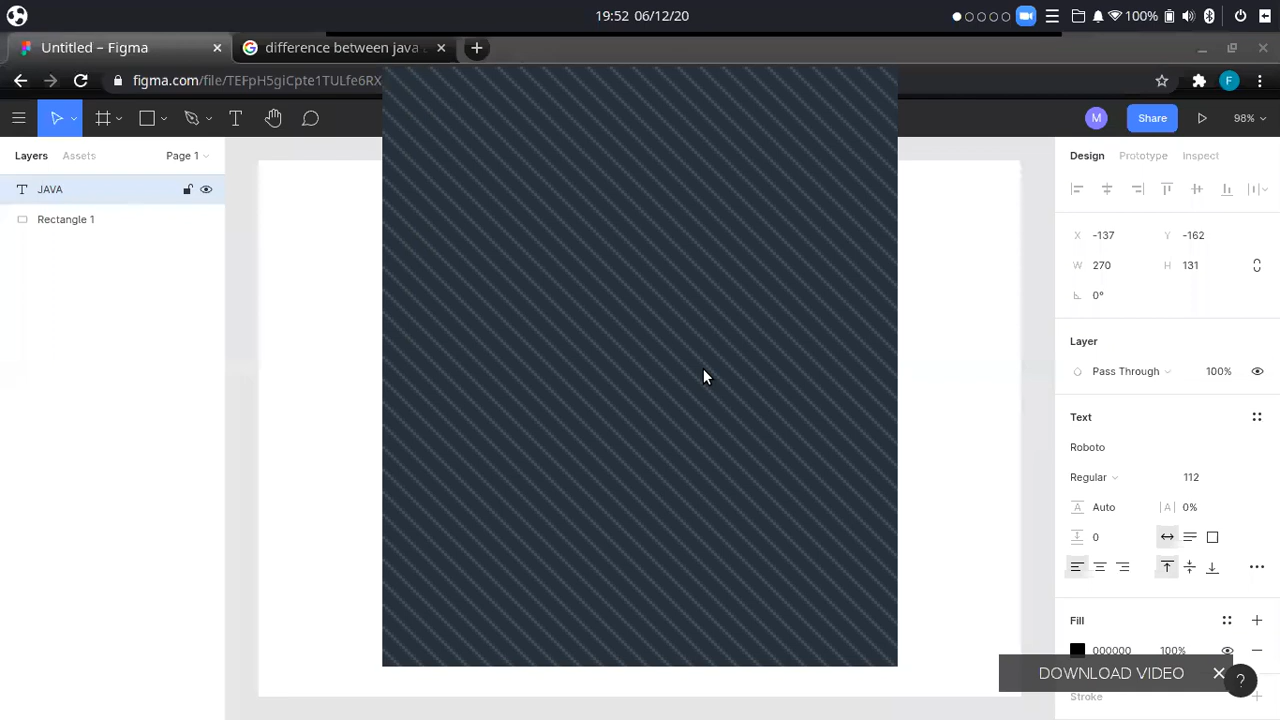 19:52 06/12/20
100%
Untitled – Figma
difference between java
figma.com/file/TEFpH5giCpte1TULfe6RX
F
M
Share
98%
Layers
Assets
Page 1
Design
Prototype
Inspect
JAVA
Rectangle 1
X -137 Y -162
W 270 H 131
0°
Layer
Pass Through 100%
Text
Roboto
Regular 112
A Auto |A| 0%
0
Fill
000000 100%
DOWNLOAD VIDEO
?
Stroke